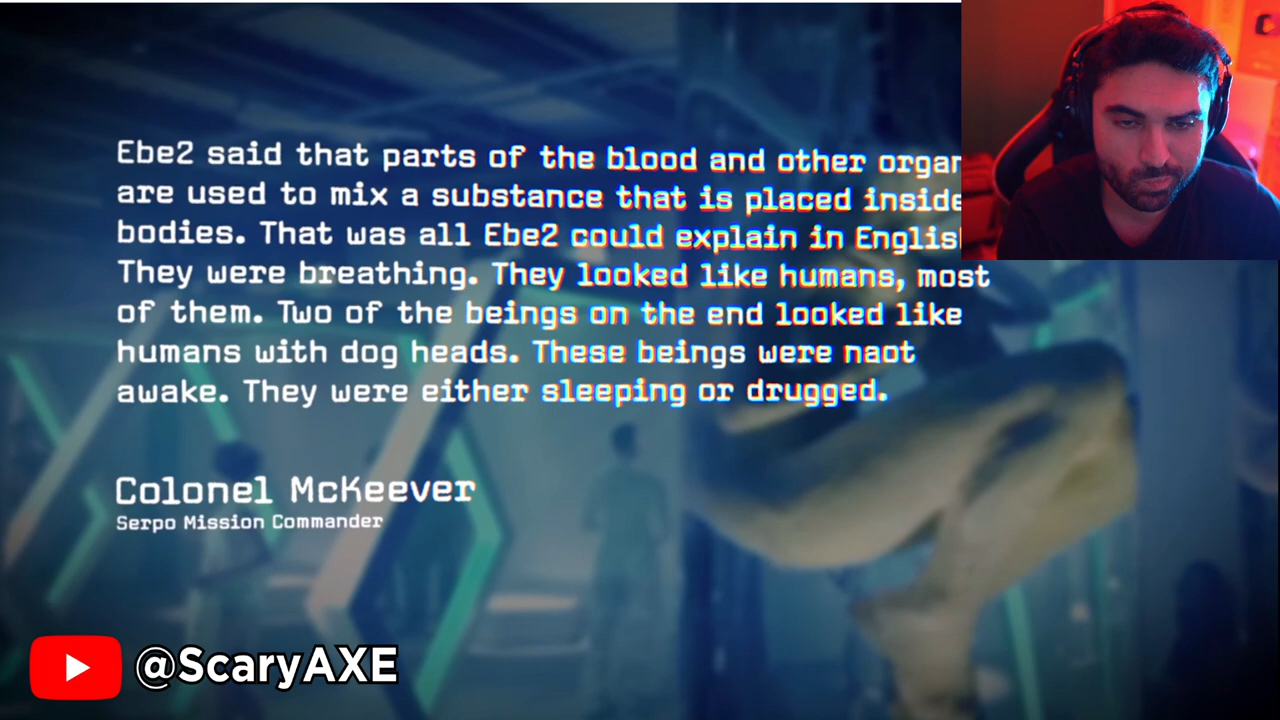 Ebe2 said that parts of the blood and other organ
are used to mix a substance that is placed inside
bodies. That was all Ebe2 could explain in Englis
They were breathing. They looked like humans, most
of them. Two of the beings on the end looked like
humans with dog heads. These beings were naot
awake. They were either sleeping or drugged.
Colonel McKeever
Serpo Mission Commander
@ScaryAXE